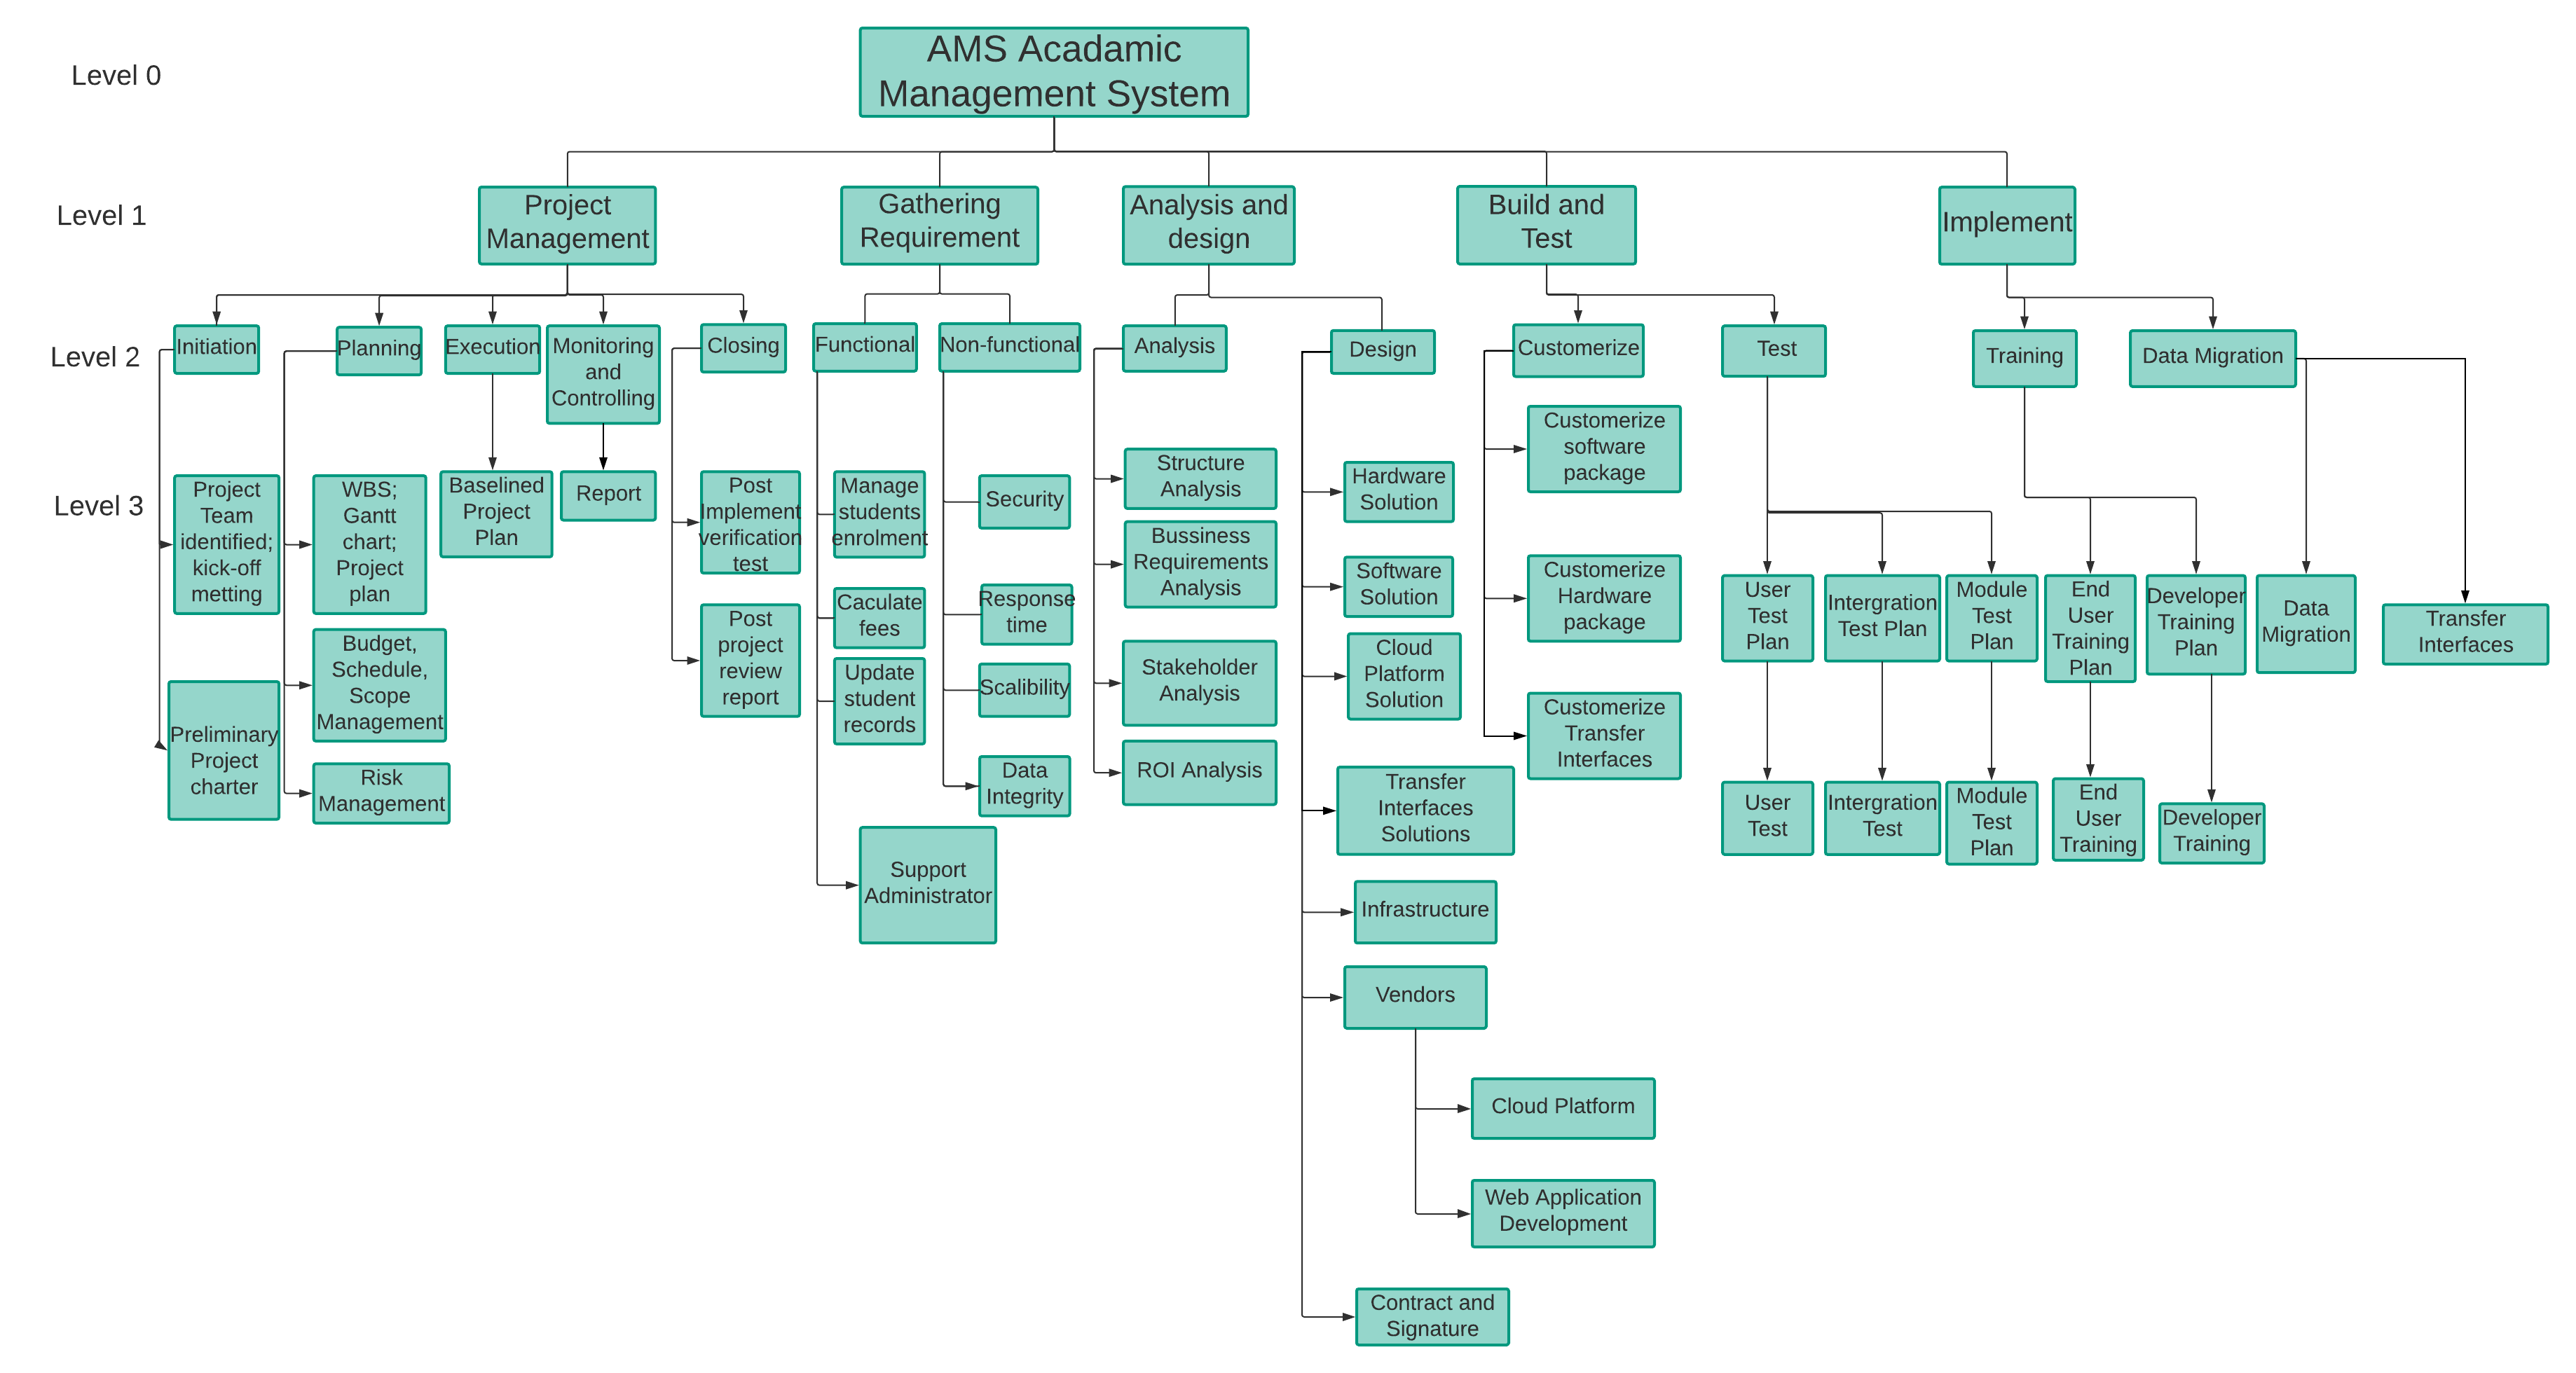 AMS Acadamic
Management System
Level 0
Level 1
Project
Management
Gathering
Requirement
Analysis and
design
Build and
Test
Implement
Level 2
Initiation
Planning
Execution
Monitoring
and
Controlling
Closing
Functional
Non-functional
Analysis
Design
Customerize
Test
Training
Data Migration
Level 3
Project
Team
identified;
kick-off
metting
Preliminary
Project
charter
WBS;
Gantt
chart;
Project
plan
Budget,
Schedule,
Scope
Management
Risk
Management
Baselined
Project
Plan
Report
Post
Implement
verification
test
Post
project
review
report
Manage
students
enrolment
Caculate
fees
Update
student
records
Support
Administrator
Security
Response
time
Scalibility
Data
Integrity
Structure
Analysis
Bussiness
Requirements
Analysis
Stakeholder
Analysis
ROI Analysis
Hardware
Solution
Software
Solution
Cloud
Platform
Solution
Transfer
Interfaces
Solutions
Infrastructure
Vendors
Cloud Platform
Web Application
Development
Contract and
Signature
Customerize
software
package
Customerize
Hardware
package
Customerize
Transfer
Interfaces
User
Test
Plan
Intergration
Test Plan
Module
Test
Plan
End
User
Training
Plan
Developer
Training
Plan
Data
Migration
Transfer
Interfaces
User
Test
Intergration
Test
Module
Test
Plan
End
User
Training
Developer
Training